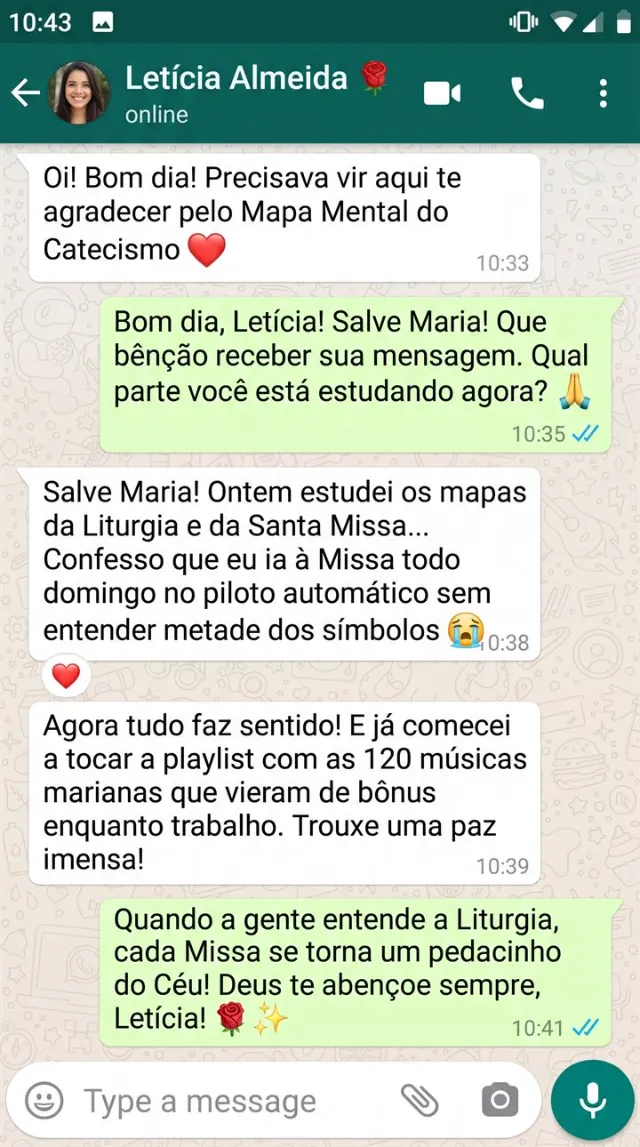 10:43
Letícia Almeida 🌹
online
Oi! Bom dia! Precisava vir aqui te
agradecer pelo Mapa Mental do
Catecismo ❤️
10:33
Bom dia, Letícia! Salve Maria! Que
bênção receber sua mensagem. Qual
parte você está estudando agora? 🙏
10:35
Salve Maria! Ontem estudei os mapas
da Liturgia e da Santa Missa...
Confesso que eu ia à Missa todo
domingo no piloto automático sem
entender metade dos símbolos 😭
10:38
❤️
Agora tudo faz sentido! E já comecei
a tocar a playlist com as 120 músicas
marianas que vieram de bônus
enquanto trabalho. Trouxe uma paz
imensa!
10:39
Quando a gente entende a Liturgia,
cada Missa se torna um pedacinho
do Céu! Deus te abençoe sempre,
Letícia! 🌹✨
10:41
Type a message